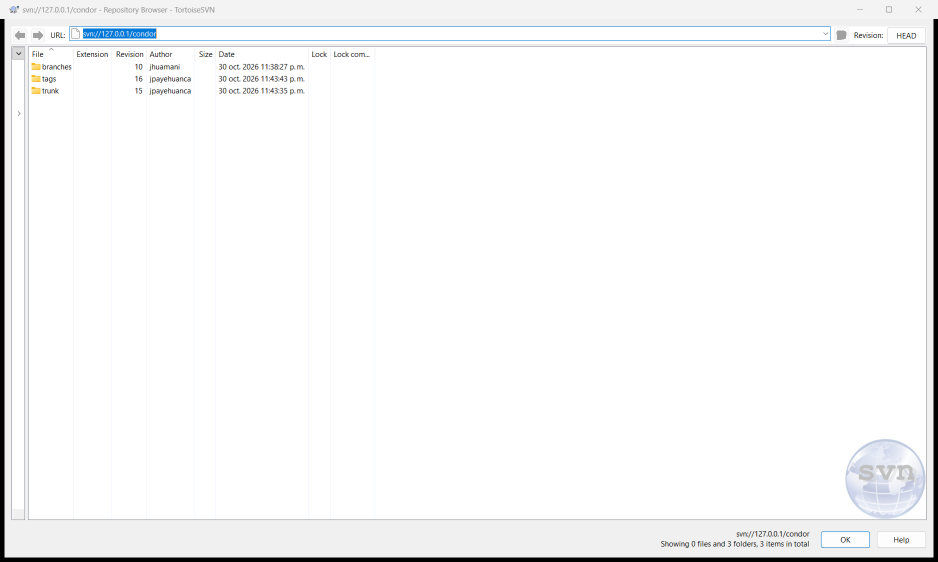 svn://127.0.0.1/condor - Repository Browser - TortoiseSVN
URL: svn://127.0.0.1/condor Revision: HEAD
File Extension Revision Author Size Date Lock Lock com...
branches 10 jhuamani 30 oct. 2026 11:38:27 p. m.
tags 16 jpayehuanca 30 oct. 2026 11:43:43 p. m.
trunk 15 jpayehuanca 30 oct. 2026 11:43:35 p. m.
svn
svn://127.0.0.1/condor
Showing 0 files and 3 folders, 3 items in total
OK Help